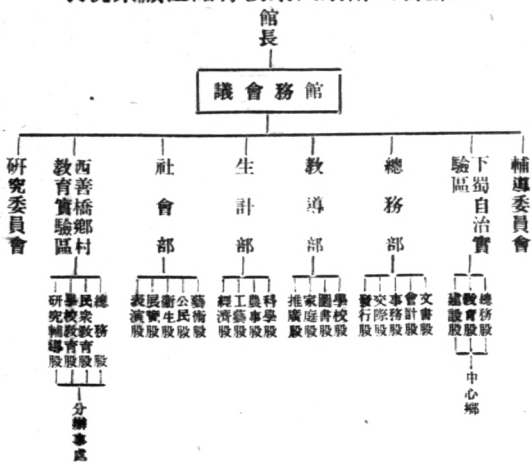 館長
館務會議
輔導委員會
下蜀自治實
驗區
總務股
教育股
建設股
中心鄉
總務部
文書股
會計股
事務股
交際股
發行股
教導部
學校股
圖書股
家庭股
推廣股
生計部
科學股
農事股
工藝股
經濟股
社會部
藝術股
公民股
衛生股
展覽股
表演股
西善橋鄉村
教育實驗區
總務股
民衆教育股
學校教育股
研究輔導股
分辦事處
研究委員會